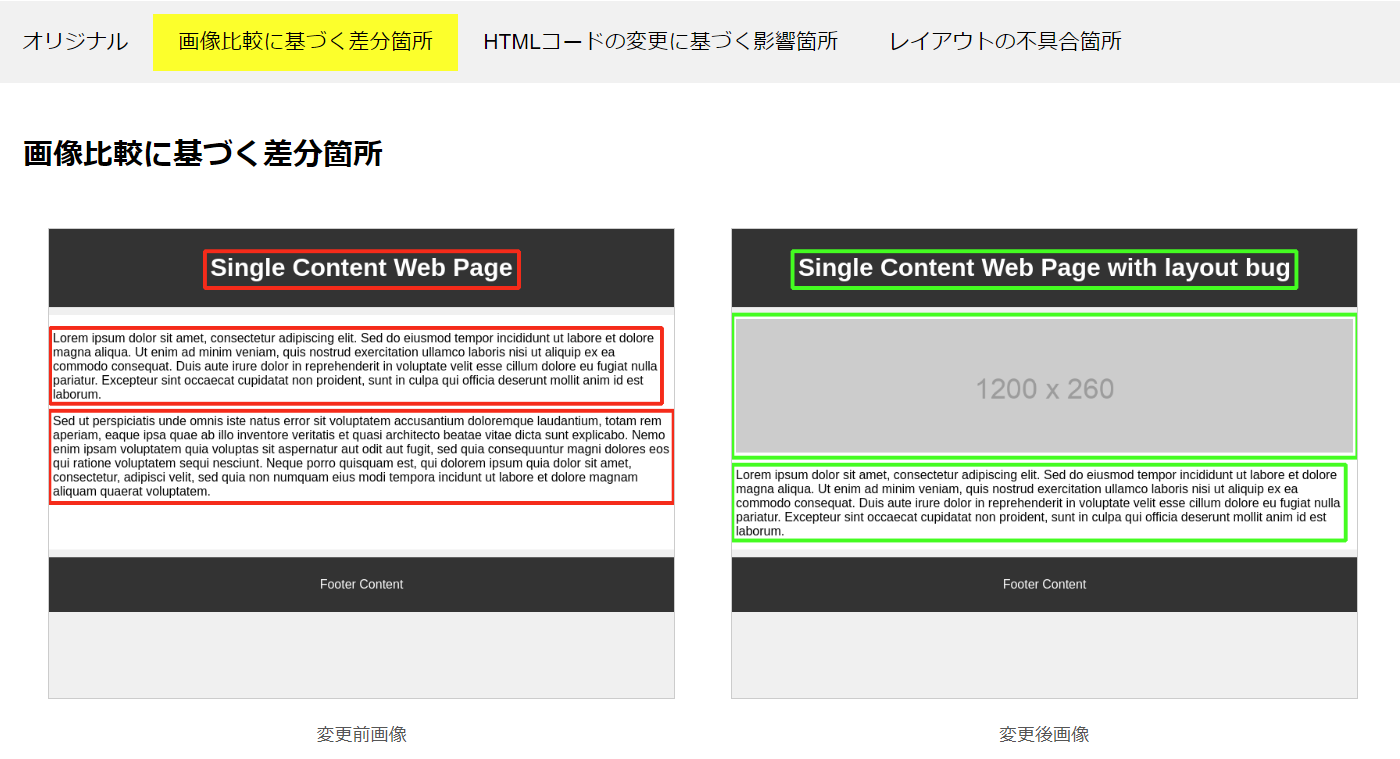 オリジナル 画像比較に基づく差分箇所 HTMLコードの変更に基づく影響箇所 レイアウトの不具合箇所
画像比較に基づく差分箇所
Single Content Web Page
Lorem ipsum dolor sit amet, consectetur adipiscing elit. Sed do eiusmod tempor incididunt ut labore et dolore
magna aliqua. Ut enim ad minim veniam, quis nostrud exercitation ullamco laboris nisi ut aliquip ex ea
commodo consequat. Duis aute irure dolor in reprehenderit in voluptate velit esse cillum dolore eu fugiat nulla
pariatur. Excepteur sint occaecat cupidatat non proident, sunt in culpa qui officia deserunt mollit anim id est
laborum.
Sed ut perspiciatis unde omnis iste natus error sit voluptatem accusantium doloremque laudantium, totam rem
aperiam, eaque ipsa quae ab illo inventore veritatis et quasi architecto beatae vitae dicta sunt explicabo. Nemo
enim ipsam voluptatem quia voluptas sit aspernatur aut odit aut fugit, sed quia consequuntur magni dolores eos
qui ratione voluptatem sequi nesciunt. Neque porro quisquam est, qui dolorem ipsum quia dolor sit amet,
consectetur, adipisci velit, sed quia non numquam eius modi tempora incidunt ut labore et dolore magnam
aliquam quaerat voluptatem.
Footer Content
変更前画像
Single Content Web Page with layout bug
1200 x 260
Lorem ipsum dolor sit amet, consectetur adipiscing elit. Sed do eiusmod tempor incididunt ut labore et dolore
magna aliqua. Ut enim ad minim veniam, quis nostrud exercitation ullamco laboris nisi ut aliquip ex ea
commodo consequat. Duis aute irure dolor in reprehenderit in voluptate velit esse cillum dolore eu fugiat nulla
pariatur. Excepteur sint occaecat cupidatat non proident, sunt in culpa qui officia deserunt mollit anim id est
laborum.
Footer Content
変更後画像